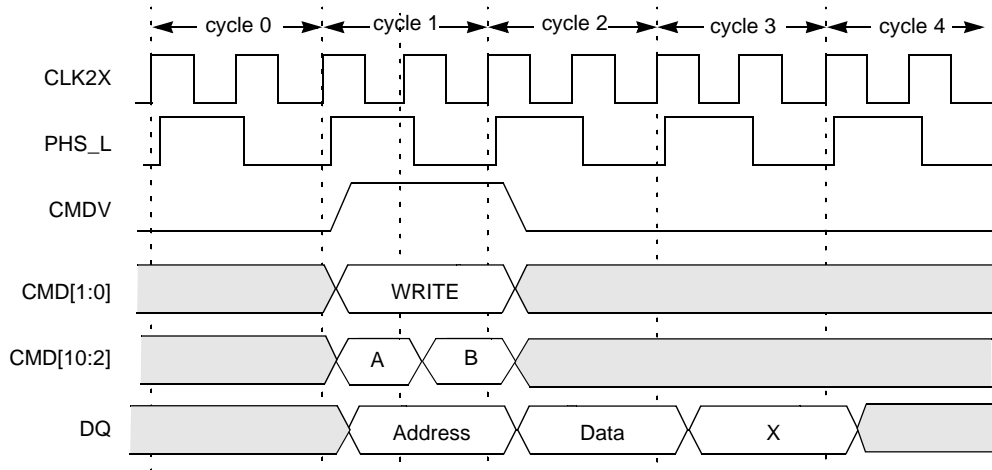 cycle 0 cycle 1 cycle 2 cycle 3 cycle 4
CLK2X
PHS_L
CMDV
CMD[1:0] WRITE
CMD[10:2] A B
DQ Address Data X